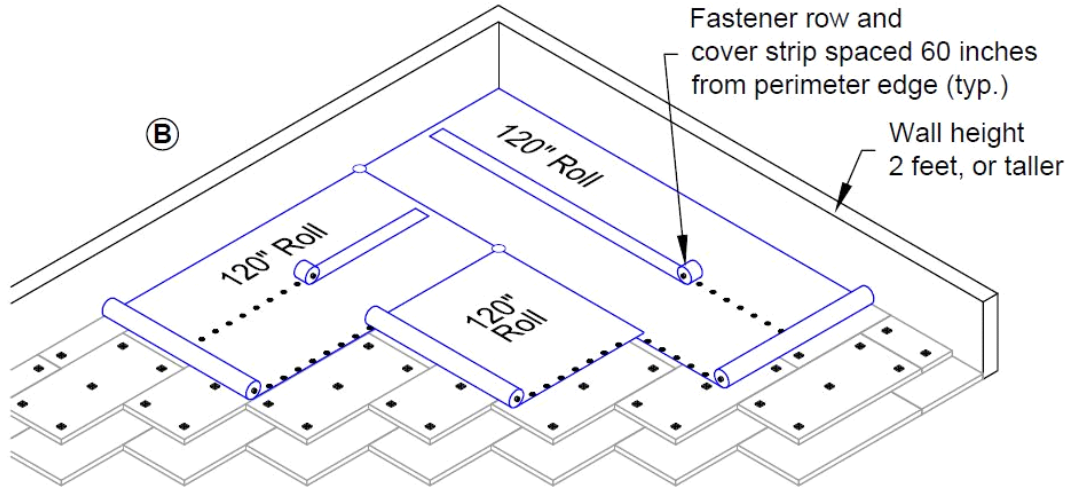 Fastener row and
cover strip spaced 60 inches
from perimeter edge (typ.)
Wall height
2 feet, or taller
B
120" Roll
120" Roll
120"
Roll